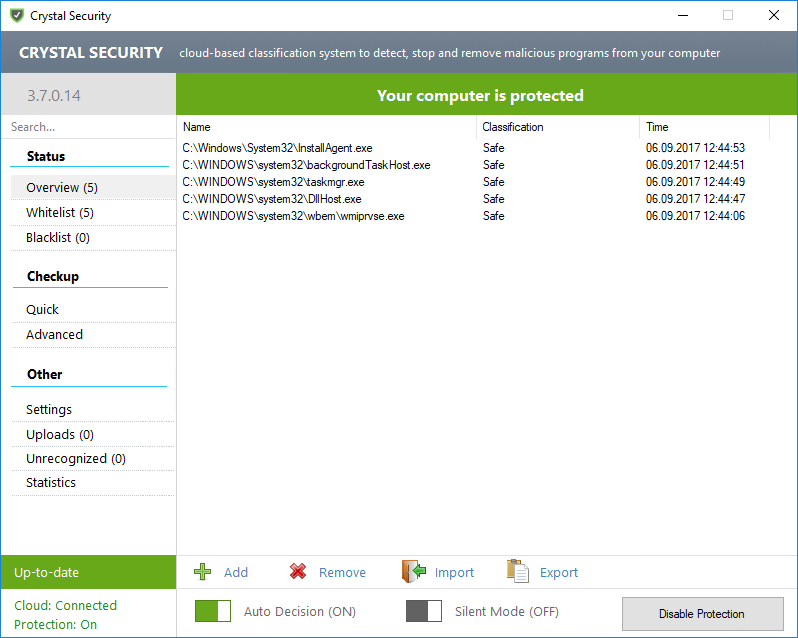 Crystal Security
CRYSTAL SECURITY cloud-based classification system to detect, stop and remove malicious programs from your computer
3.7.0.14
Your computer is protected
Search...
Status
Overview (5)
Whitelist (5)
Blacklist (0)
Checkup
Quick
Advanced
Other
Settings
Uploads (0)
Unrecognized (0)
Statistics
Name Classification Time
C:\Windows\System32\InstallAgent.exe Safe 06.09.2017 12:44:53
C:\WINDOWS\system32\backgroundTaskHost.exe Safe 06.09.2017 12:44:51
C:\WINDOWS\system32\taskmgr.exe Safe 06.09.2017 12:44:49
C:\WINDOWS\system32\DllHost.exe Safe 06.09.2017 12:44:47
C:\WINDOWS\system32\wbem\wmiprvse.exe Safe 06.09.2017 12:44:06
Up-to-date
Cloud: Connected
Protection: On
Add Remove Import Export
Auto Decision (ON) Silent Mode (OFF) Disable Protection